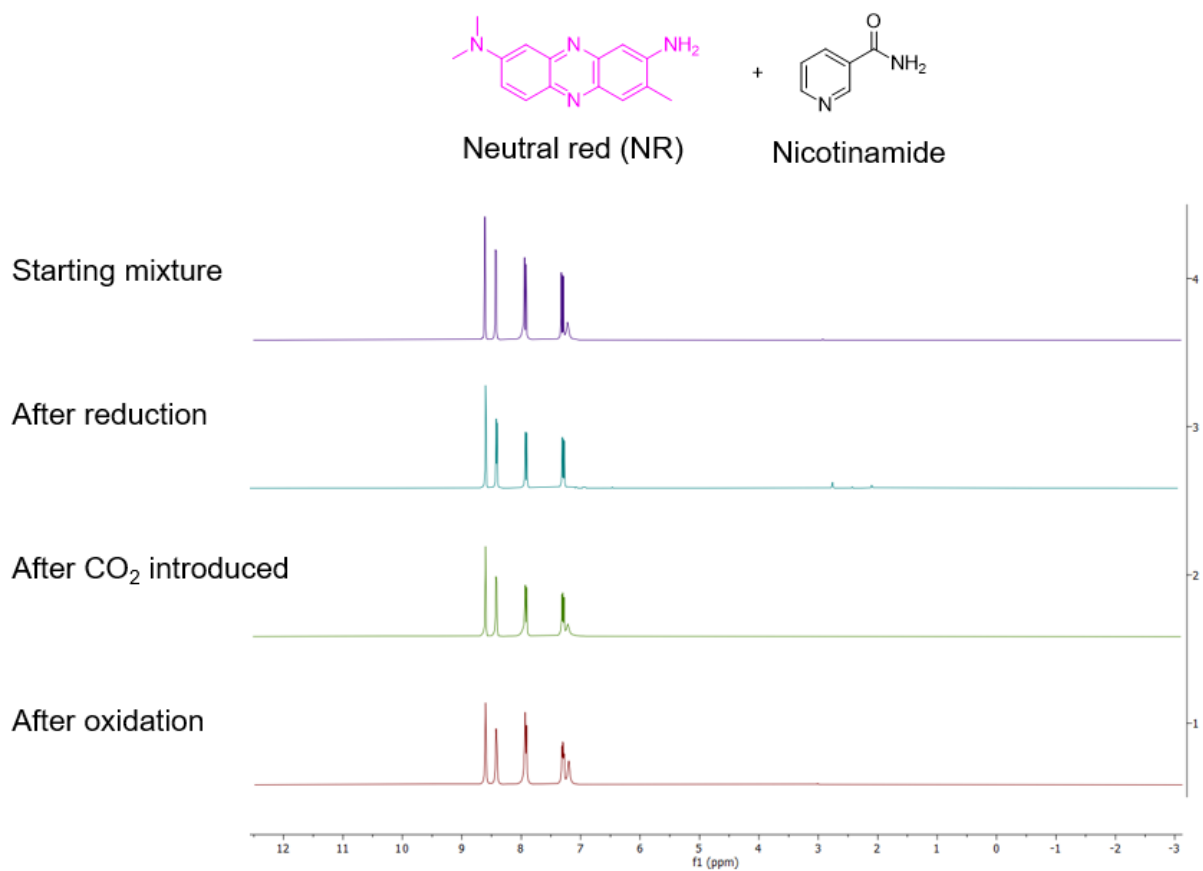 N
N
NH₂
N
+
O
NH₂
N
Neutral red (NR)
Nicotinamide
Starting mixture
4
After reduction
3
After CO₂ introduced
2
After oxidation
1
12 11 10 9 8 7 6 5 4 3 2 1 0 -1 -2 -3
f1 (ppm)